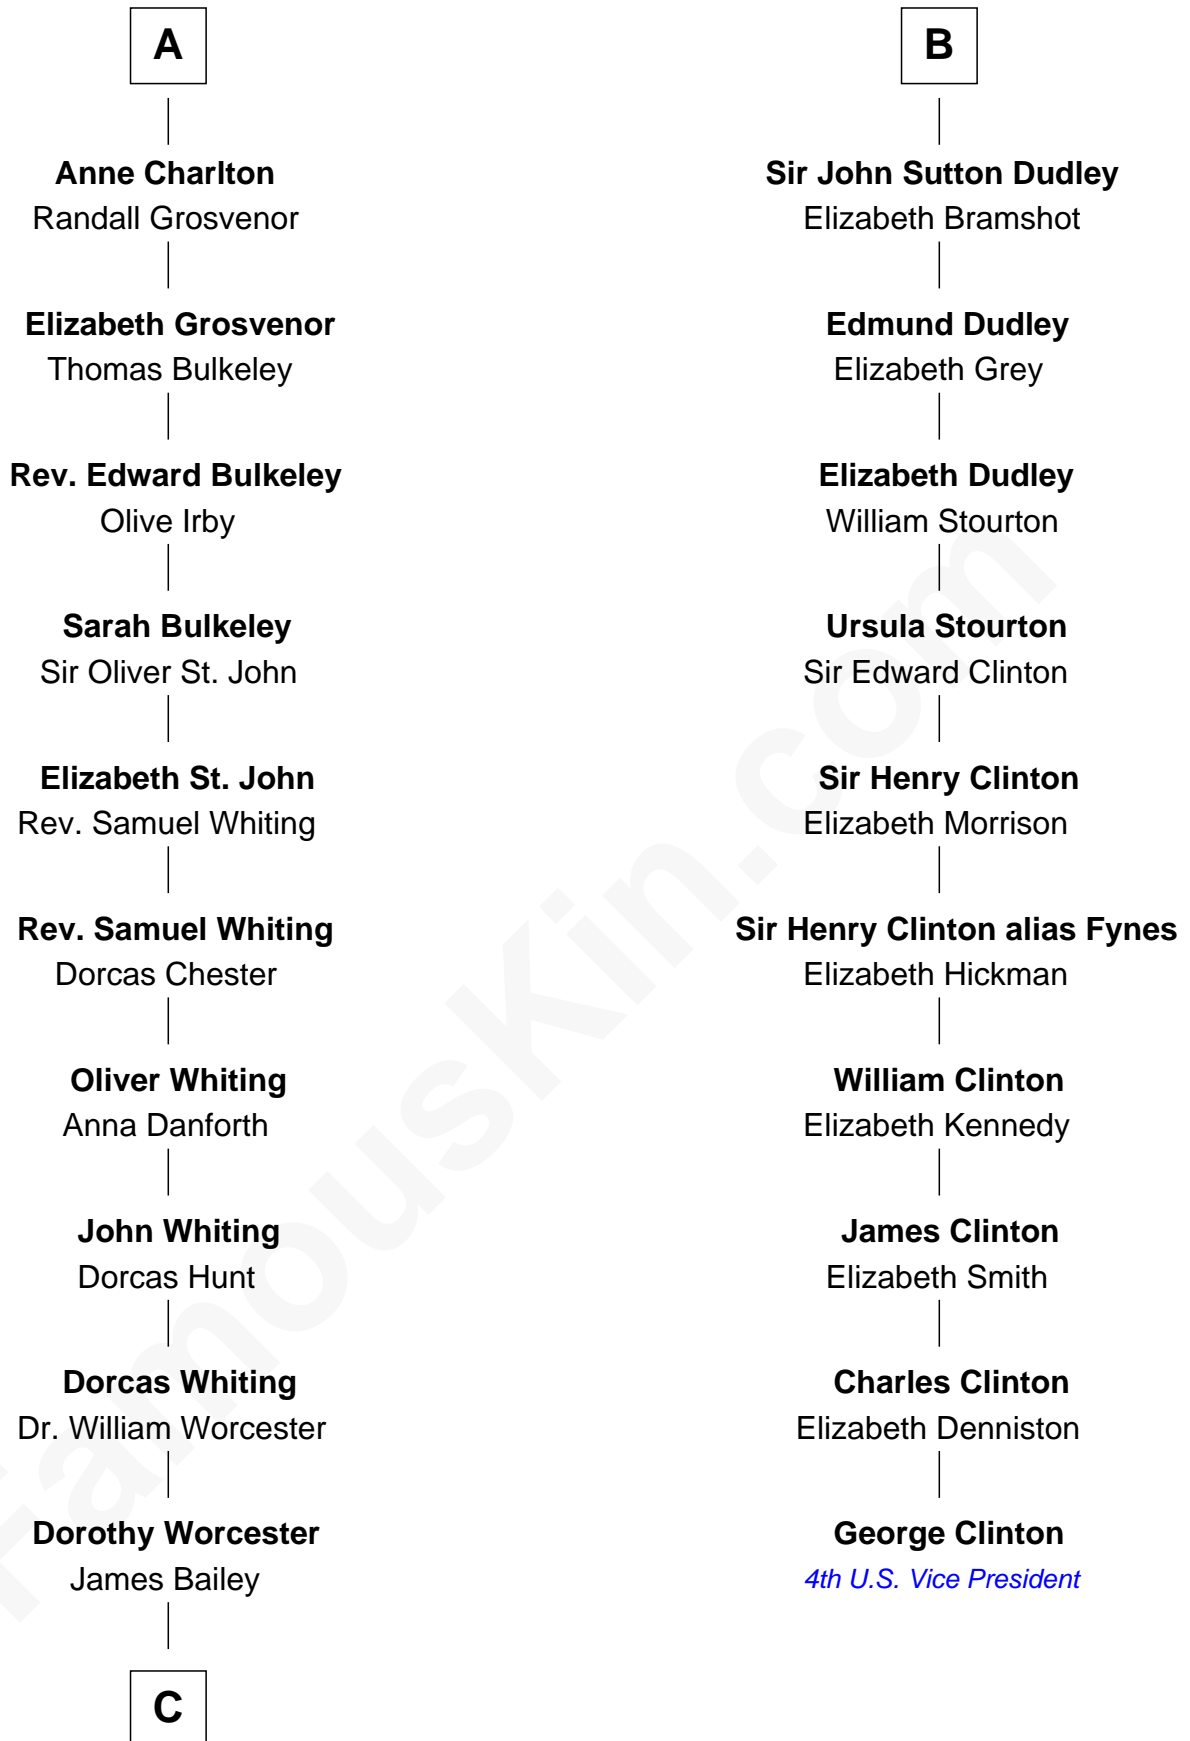 A
Anne Charlton
Randall Grosvenor
Elizabeth Grosvenor
Thomas Bulkeley
Rev. Edward Bulkeley
Olive Irby
Sarah Bulkeley
Sir Oliver St. John
Elizabeth St. John
Rev. Samuel Whiting
Rev. Samuel Whiting
Dorcas Chester
Oliver Whiting
Anna Danforth
John Whiting
Dorcas Hunt
Dorcas Whiting
Dr. William Worcester
Dorothy Worcester
James Bailey
C
B
Sir John Sutton Dudley
Elizabeth Bramshot
Edmund Dudley
Elizabeth Grey
Elizabeth Dudley
William Stourton
Ursula Stourton
Sir Edward Clinton
Sir Henry Clinton
Elizabeth Morrison
Sir Henry Clinton alias Fynes
Elizabeth Hickman
William Clinton
Elizabeth Kennedy
James Clinton
Elizabeth Smith
Charles Clinton
Elizabeth Denniston
George Clinton
4th U.S. Vice President
FamousKin.com